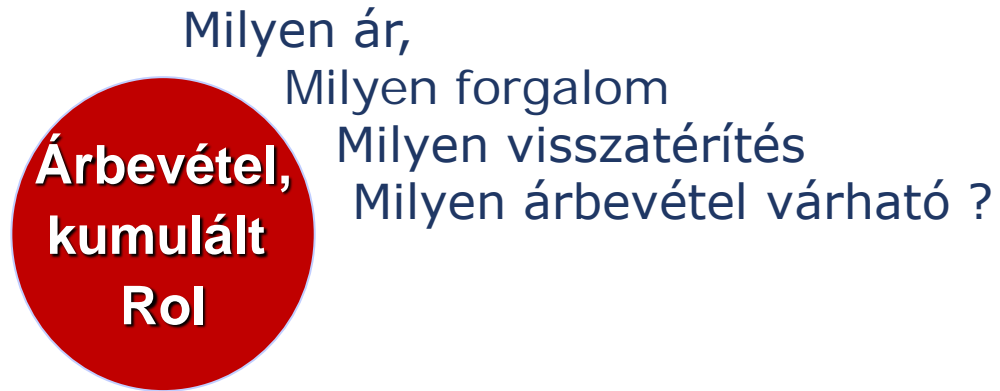 Milyen ár,
Milyen forgalom
Milyen visszatérítés
Milyen árbevétel várható ?
Árbevétel,
kumulált
RoI